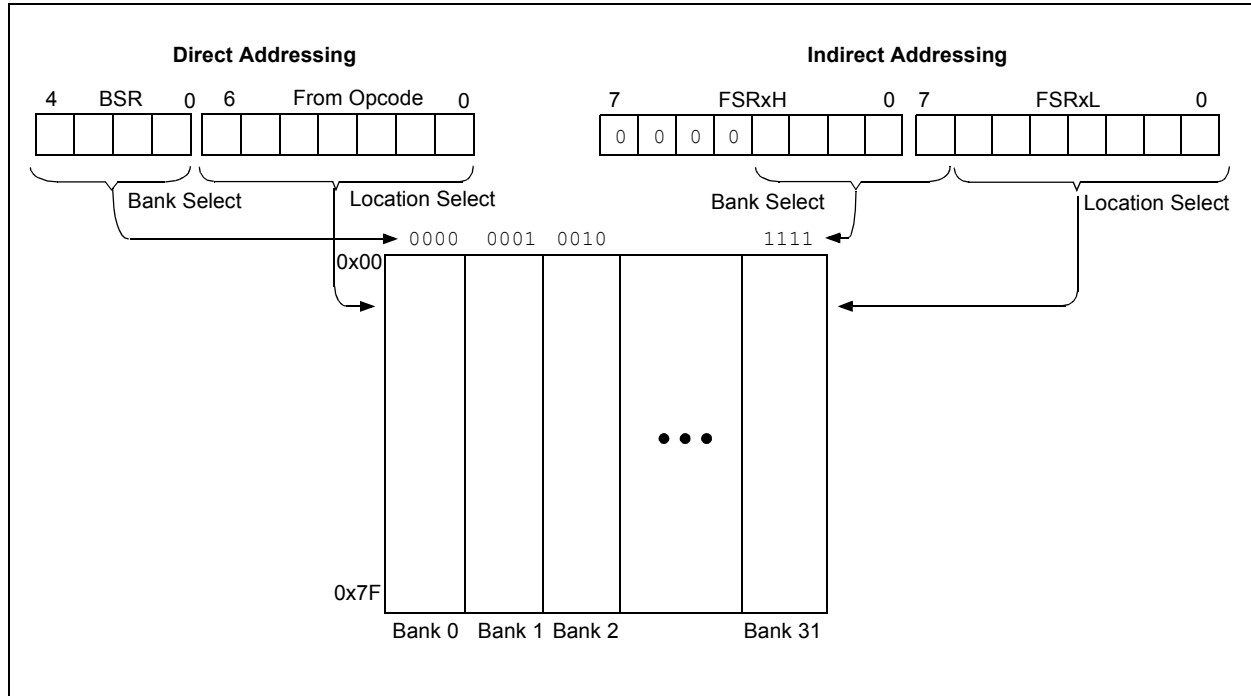 Direct Addressing
Indirect Addressing
4 BSR 0 6 From Opcode 0
7 FSRxH 0 7 FSRxL 0
0 0 0 0
Bank Select
Location Select
Bank Select
Location Select
0000 0001 0010 1111
0x00
0x7F
Bank 0 Bank 1 Bank 2 Bank 31